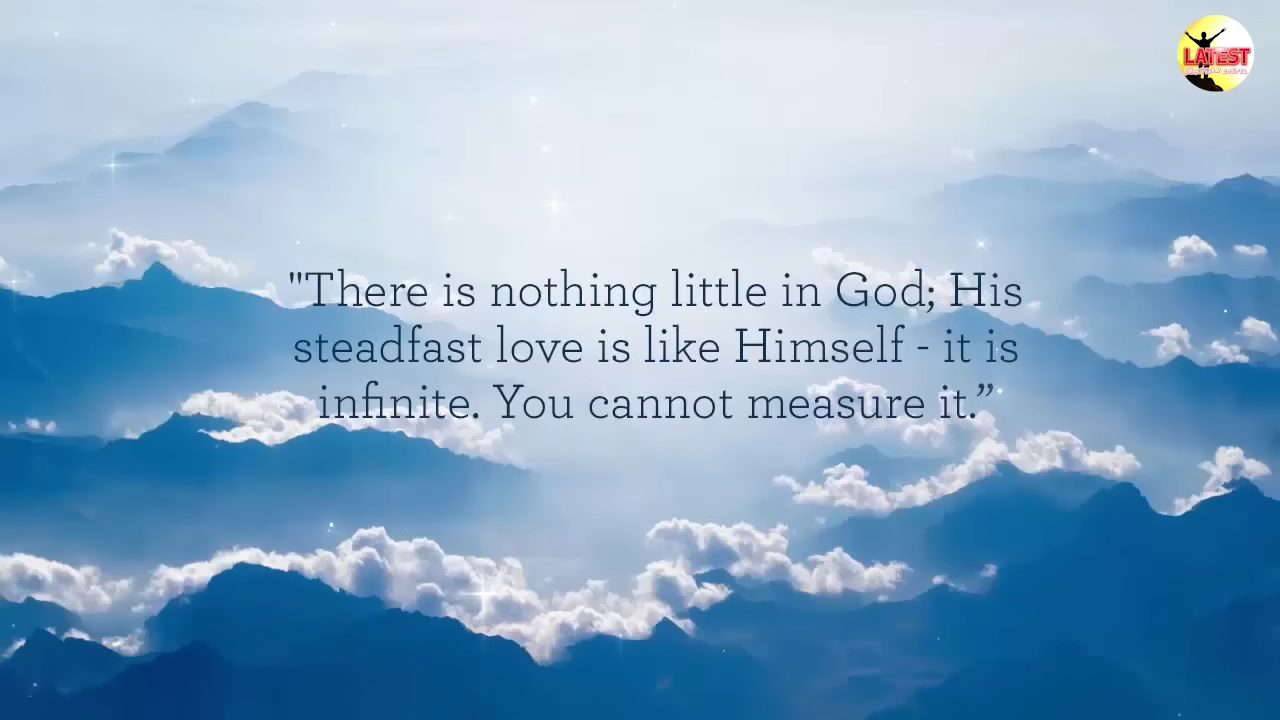 LATEST
"There is nothing little in God; His
steadfast love is like Himself - it is
infinite. You cannot measure it.”